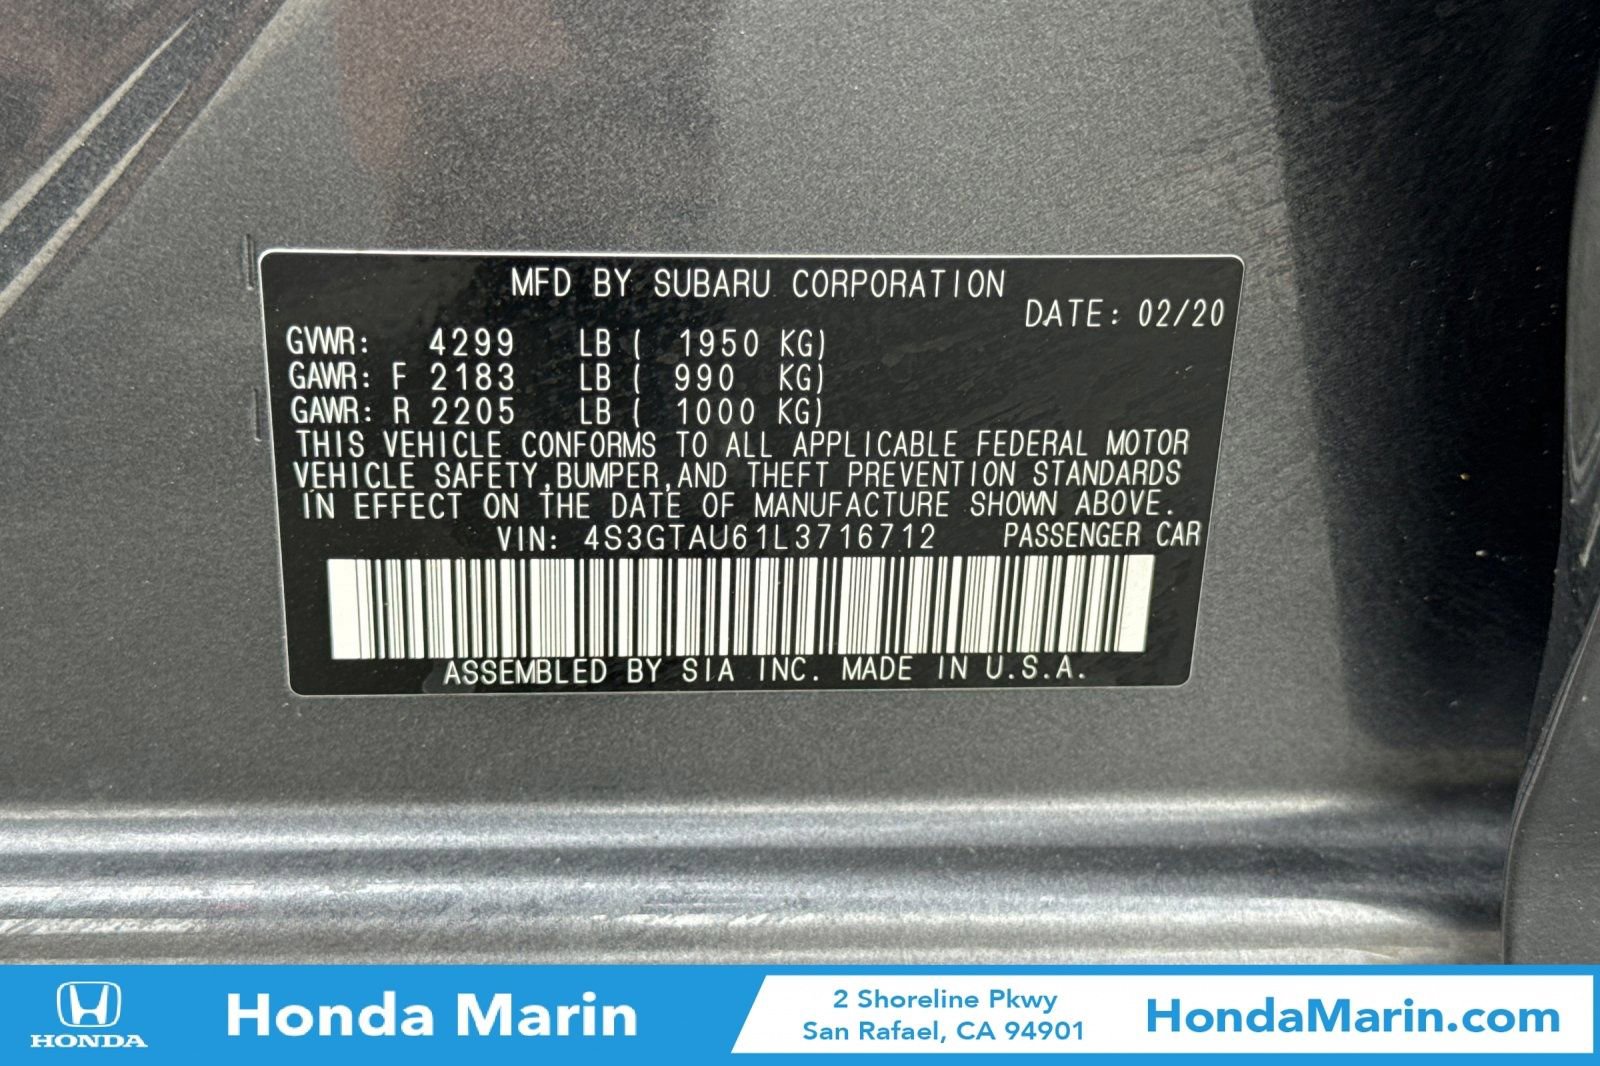 MFD BY SUBARU CORPORATION
DATE: 02/20
GVWR: 4299 LB ( 1950 KG)
GAWR: F 2183 LB ( 990 KG)
GAWR: R 2205 LB ( 1000 KG)
THIS VEHICLE CONFORMS TO ALL APPLICABLE FEDERAL MOTOR
VEHICLE SAFETY,BUMPER,AND THEFT PREVENTION STANDARDS
IN EFFECT ON THE DATE OF MANUFACTURE SHOWN ABOVE.
VIN: 4S3GTAU61L3716712 PASSENGER CAR
ASSEMBLED BY SIA INC. MADE IN U.S.A.
HONDA
Honda Marin
2 Shoreline Pkwy
San Rafael, CA 94901
HondaMarin.com